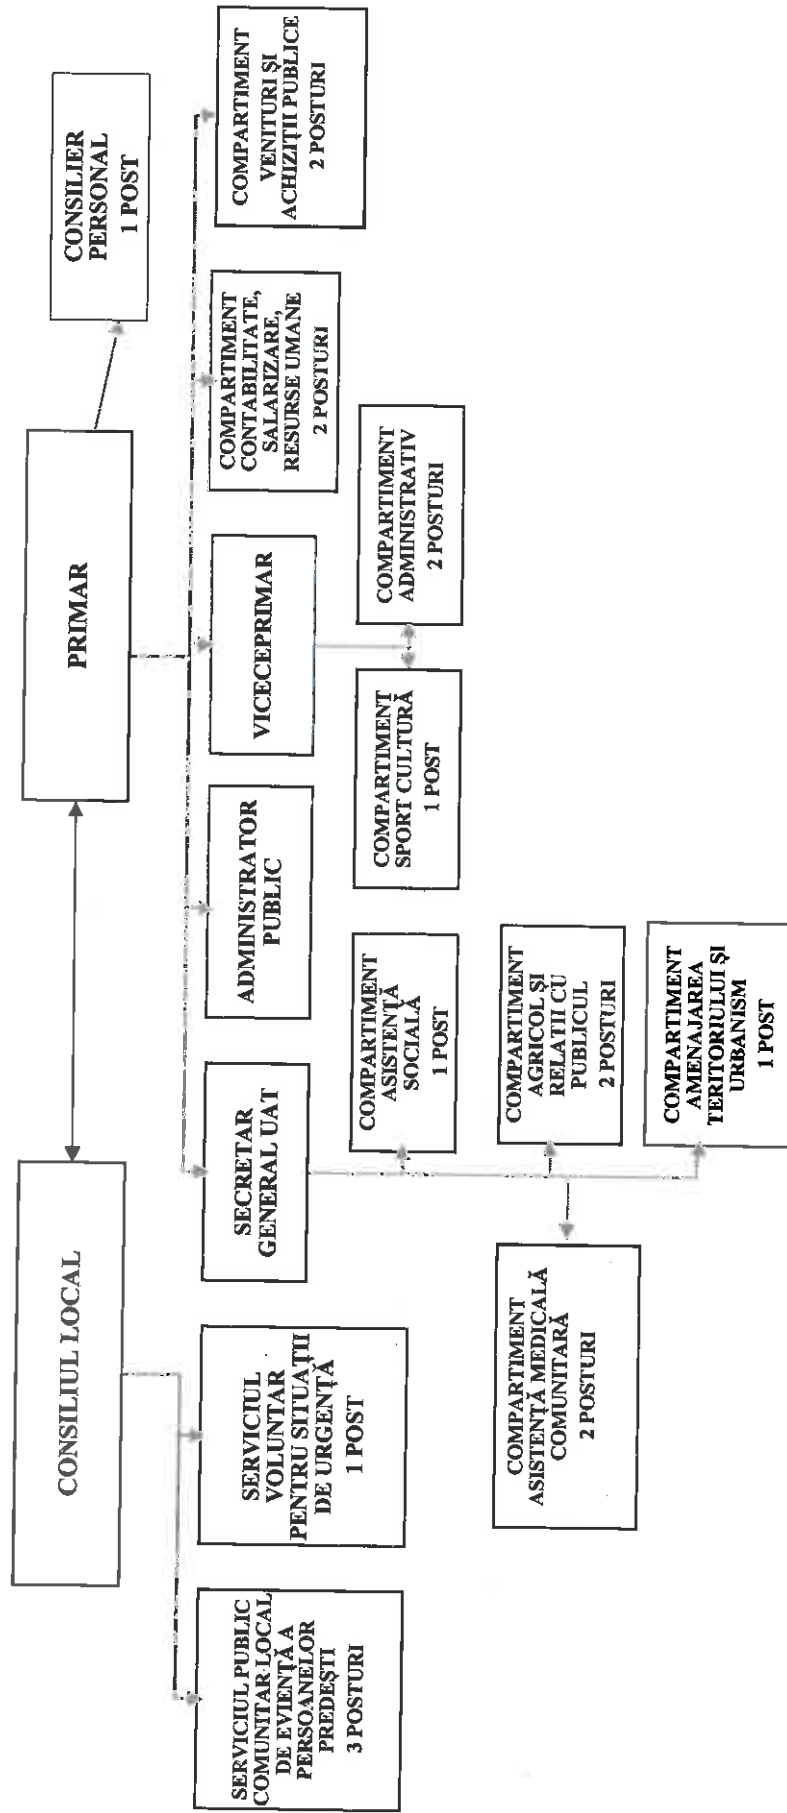 CONSILIUL LOCAL
PRIMAR
CONSILIER
PERSONAL
1 POST
SERVICIUL PUBLIC
COMUNITAR LOCAL
DE EVIENȚĂ A
PERSOANELOR
PREDEȘTI
3 POSTURI
SERVICIUL
VOLUNTAR
PENTRU SITUAȚII
DE URGENȚĂ
1 POST
SECRETAR
GENERAL UAT
ADMINISTRATOR
PUBLIC
VICECEPRIMAR
COMPARTIMENT
CONTABILITATE,
SALARIZARE,
RESURSE UMANE
2 POSTURI
COMPARTIMENT
VENITURI ȘI
ACHIZIȚII PUBLICE
2 POSTURI
COMPARTIMENT
ASISTENȚĂ
SOCIALĂ
1 POST
COMPARTIMENT
SPORT CULTURĂ
1 POST
COMPARTIMENT
ADMINISTRATIV
2 POSTURI
COMPARTIMENT
ASISTENȚĂ MEDICALĂ
COMUNITARĂ
2 POSTURI
COMPARTIMENT
AGRICOL ȘI
RELATII CU
PUBLICUL
2 POSTURI
COMPARTIMENT
AMENAJAREA
TERITORIULUI ȘI
URBANISM
1 POST